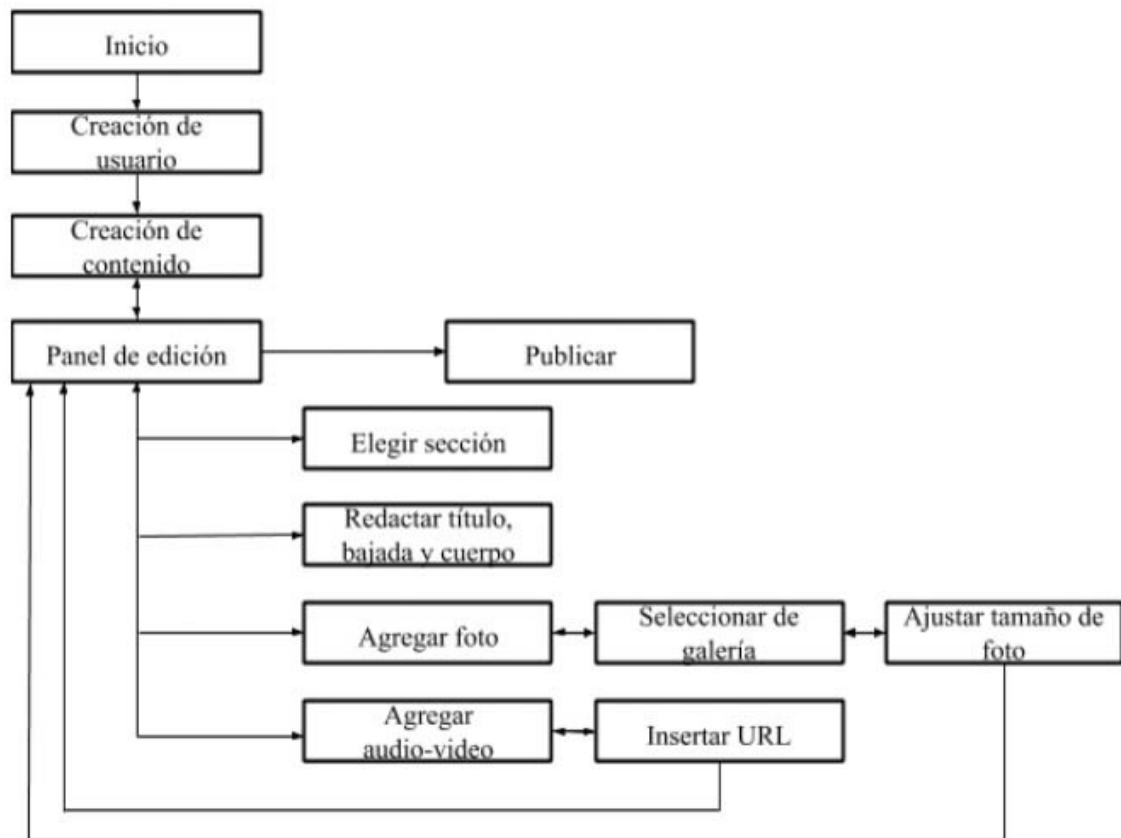 Inicio
Creación de
usuario
Creación de
contenido
Panel de edición
Publicar
Elegir sección
Redactar título,
bajada y cuerpo
Agregar foto
Seleccionar de
galería
Ajustar tamaño de
foto
Agregar
audio-video
Insertar URL